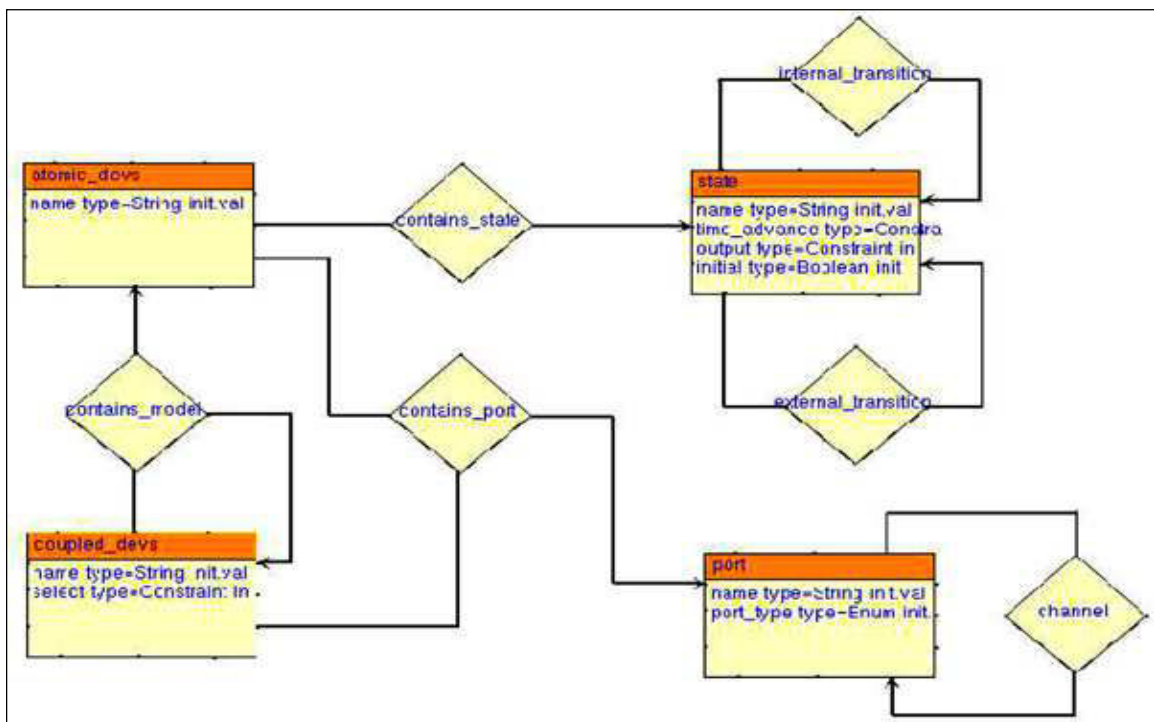 internal_transition
atomic_devs
name type=String init.val
contains_state
state
name type=String init.val
time_advance type=Constra
output type=Constraint in
initial type=Boolean init
contains_model
contains_port
external_transition
coupled_devs
name type=String init.val
select type=Constraint in
port
name type=String init.val
port_type type=Enum init.
channel